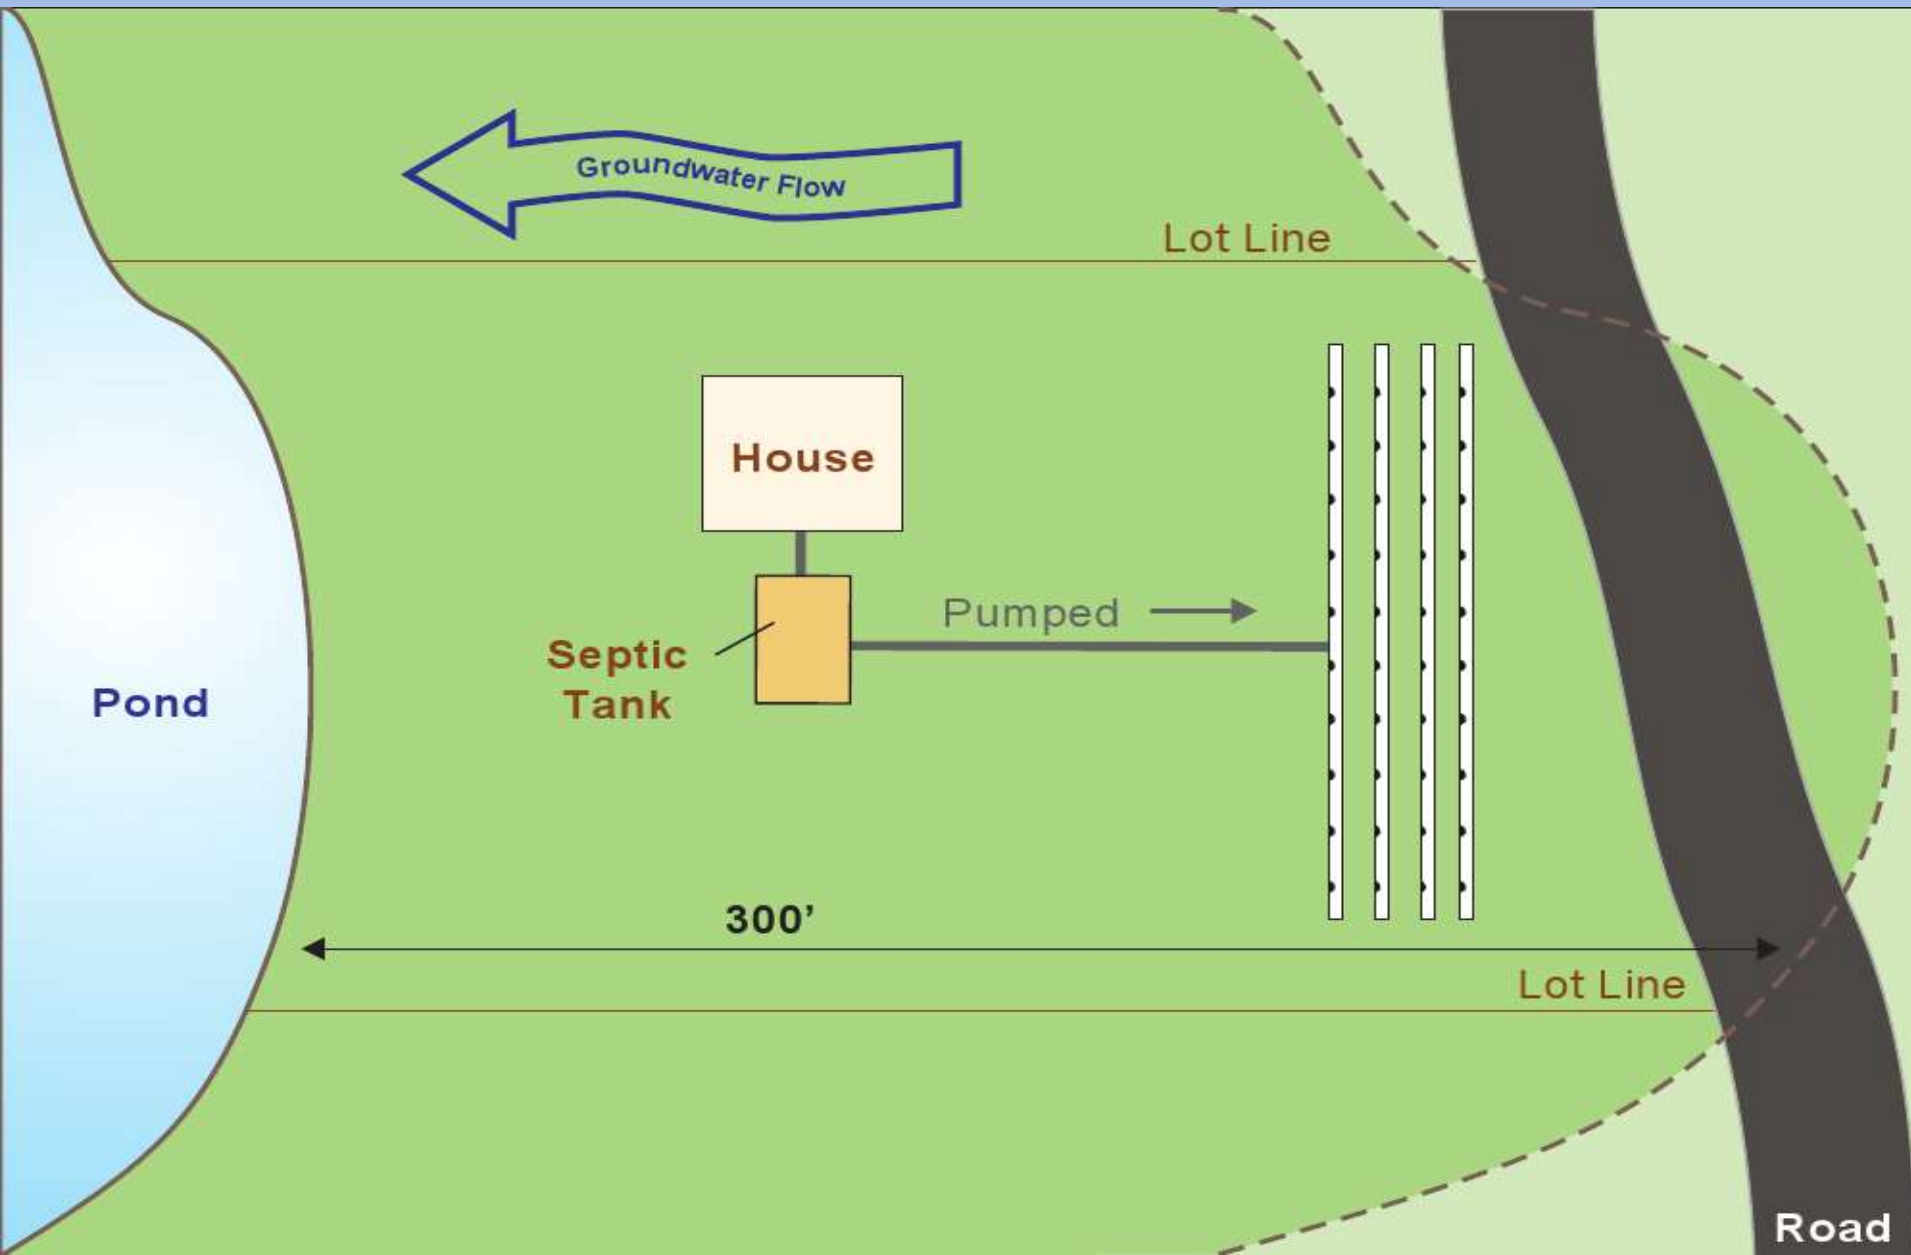 Groundwater Flow
Lot Line
House
Pumped
Septic
Tank
Pond
300’
Lot Line
Road